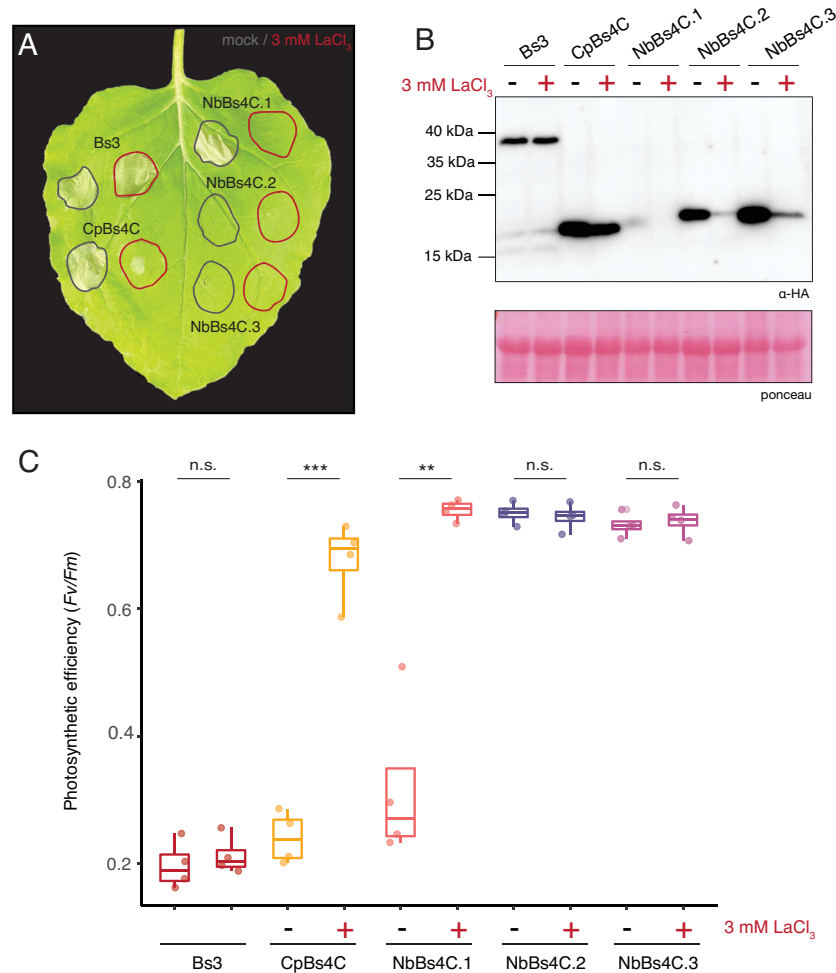 A
mock / 3 mM LaCl₃
NbBs4C.1
Bs3
NbBs4C.2
CpBs4C
NbBs4C.3
B
Bs3 CpBs4C NbBs4C.1 NbBs4C.2 NbBs4C.3
3 mM LaCl₃ - + - + - + - + - +
40 kDa
35 kDa
25 kDa
15 kDa
α-HA
ponceau
C
n.s. *** ** n.s. n.s.
0.8
0.6
0.4
0.2
Photosynthetic efficiency (Fv/Fm)
- + - + - + - + 3 mM LaCl₃
Bs3 CpBs4C NbBs4C.1 NbBs4C.2 NbBs4C.3